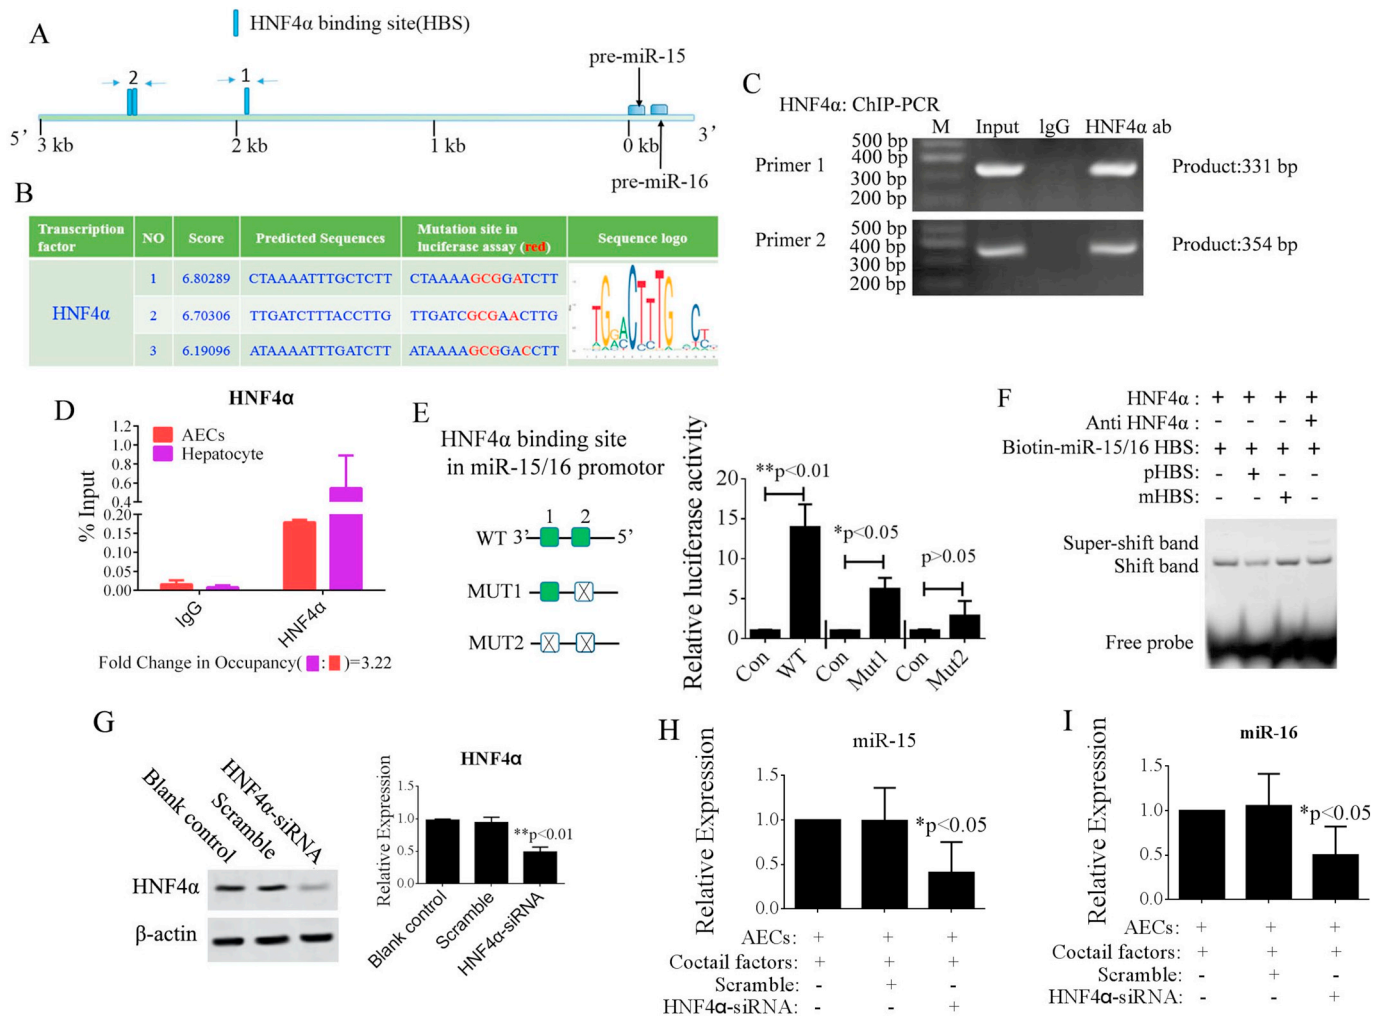 A
HNF4α binding site(HBS)
2
1
pre-miR-15
5’
3 kb
2 kb
1 kb
0 kb
3’
pre-miR-16
B
Transcription factor NO Score Predicted Sequences Mutation site in luciferase assay (red) Sequence logo
HNF4α
1 6.80289 CTAAAATTTGCTCTT CTAAAAGCGGATCTT
2 6.70306 TTGATCTTTACCTTG TTGATCGCGAACTTG
3 6.19096 ATAAAATTTGATCTT ATAAAAGCGGACCTT
C
HNF4α: ChIP-PCR
M Input lgG HNF4α ab
Primer 1
500 bp
400 bp
300 bp
200 bp
Product:331 bp
Primer 2
500 bp
400 bp
300 bp
200 bp
Product:354 bp
D
HNF4α
AECs
Hepatocyte
% Input
1.2
1.0
0.8
0.6
0.4
0.20
0.15
0.10
0.05
0.00
IgG
HNF4α
Fold Change in Occupancy( : )=3.22
E
HNF4α binding site
in miR-15/16 promotor
1 2
WT 3’ 5’
MUT1
MUT2
Relative luciferase activity
20
15
10
5
0
**p<0.01
*p<0.05
p>0.05
Con WT Con Mut1 Con Mut2
F
HNF4α : + + + +
Anti HNF4α : - - - +
Biotin-miR-15/16 HBS: + + + +
pHBS: - + - -
mHBS: - - + -
Super-shift band
Shift band
Free probe
G
Blank control
Scramble
HNF4α-siRNA
HNF4α
β-actin
HNF4α
Relative Expression
1.5
1.0
0.5
0.0
**p<0.01
Blank control
Scramble
HNF4α-siRNA
H
miR-15
Relative Expression
1.5
1.0
0.5
0.0
*p<0.05
AECs: + + +
Coctail factors: + + +
Scramble: - + -
HNF4α-siRNA: - - +
I
miR-16
Relative Expression
1.5
1.0
0.5
0.0
*p<0.05
AECs: + + +
Coctail factors: + + +
Scramble: - + -
HNF4α-siRNA: - - +